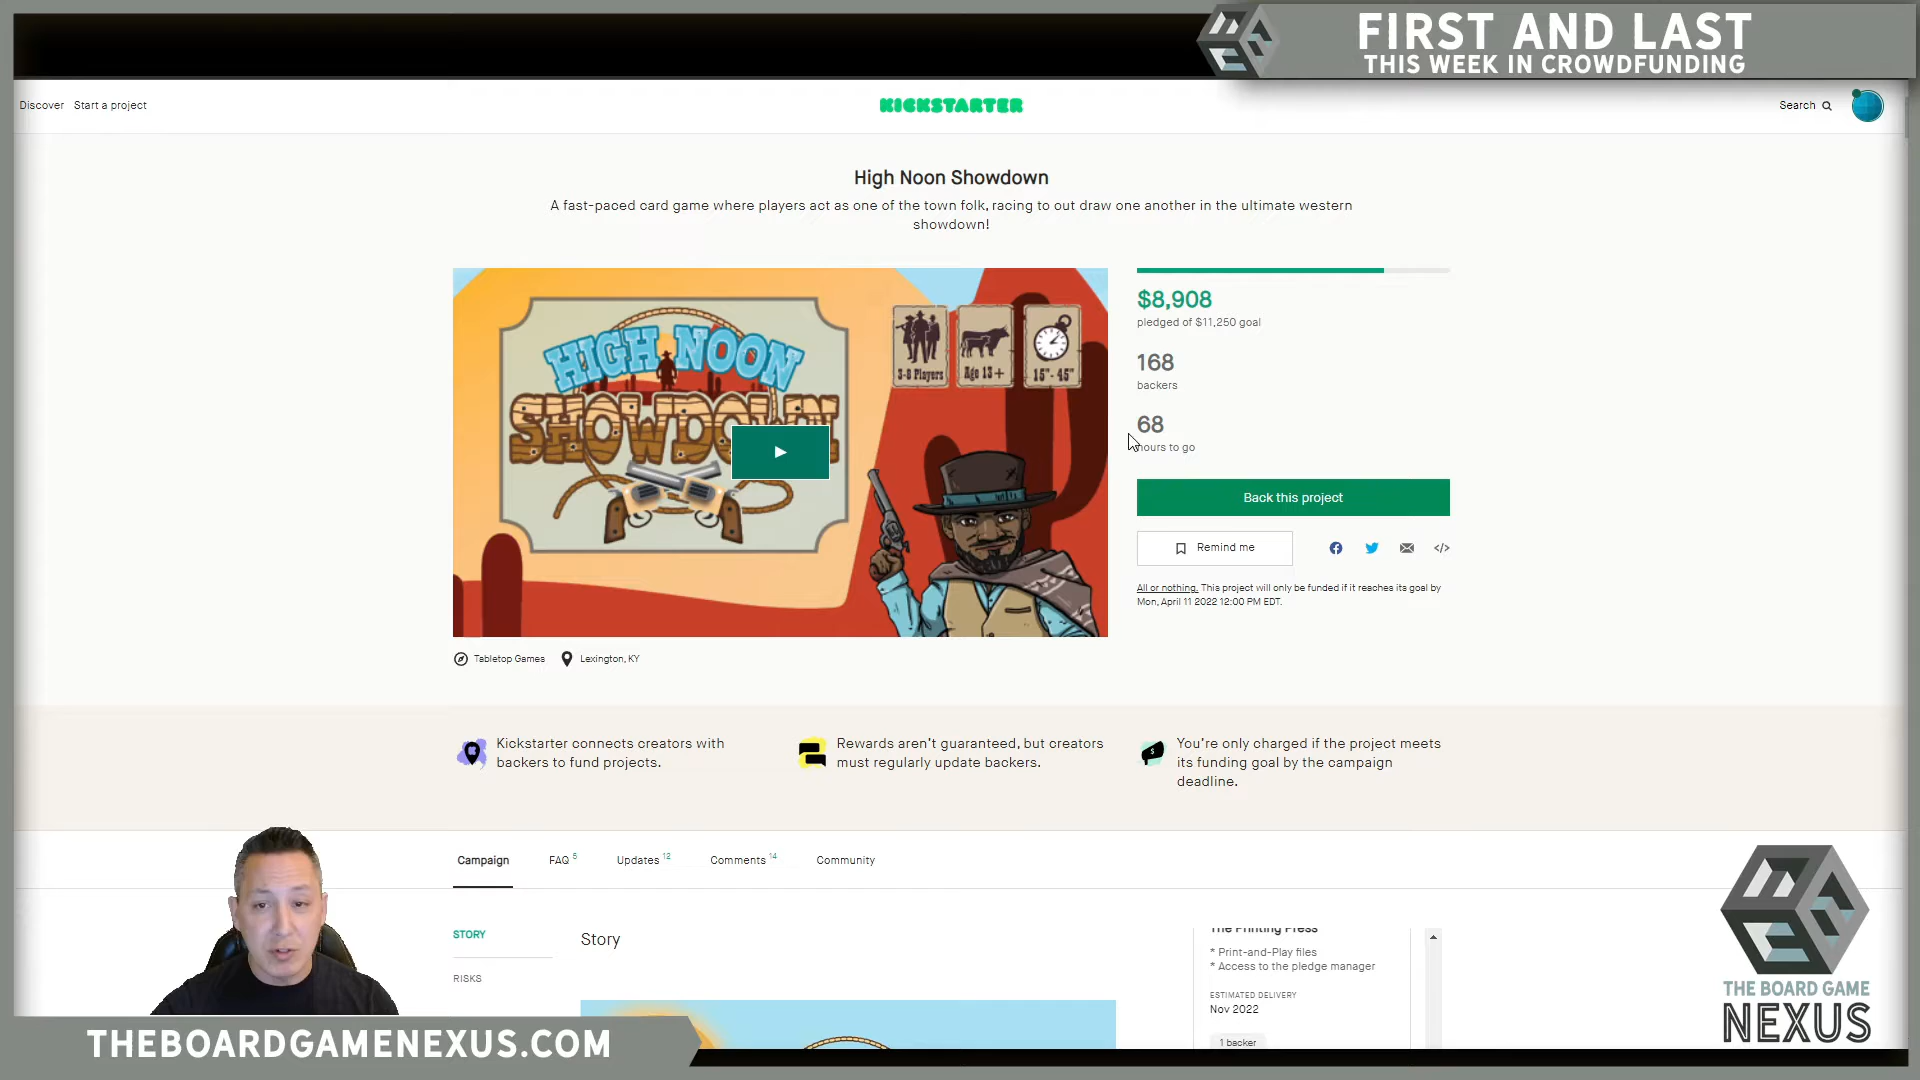 FIRST AND LAST
THIS WEEK IN CROWDFUNDING
Discover Start a project
KICKSTARTER
Search
High Noon Showdown
A fast-paced card game where players act as one of the town folk, racing to out draw one another in the ultimate western
showdown!
HIGH NOON
SHOWDOWN
3-8 Players
Age 13+
15"- 45"
$8,908
pledged of $11,250 goal
168
backers
68
hours to go
Back this project
Remind me
All or nothing. This project will only be funded if it reaches its goal by
Mon, April 11 2022 12:00 PM EDT.
Tabletop Games Lexington, KY
Kickstarter connects creators with
backers to fund projects.
Rewards aren't guaranteed, but creators
must regularly update backers.
You're only charged if the project meets
its funding goal by the campaign
deadline.
Campaign FAQ 5 Updates 12 Comments 14 Community
STORY
RISKS
Story
The Printing Press
* Print-and-Play files
* Access to the pledge manager
ESTIMATED DELIVERY
Nov 2022
1 backer
THE BOARD GAME
NEXUS
THEBOARDGAMENEXUS.COM